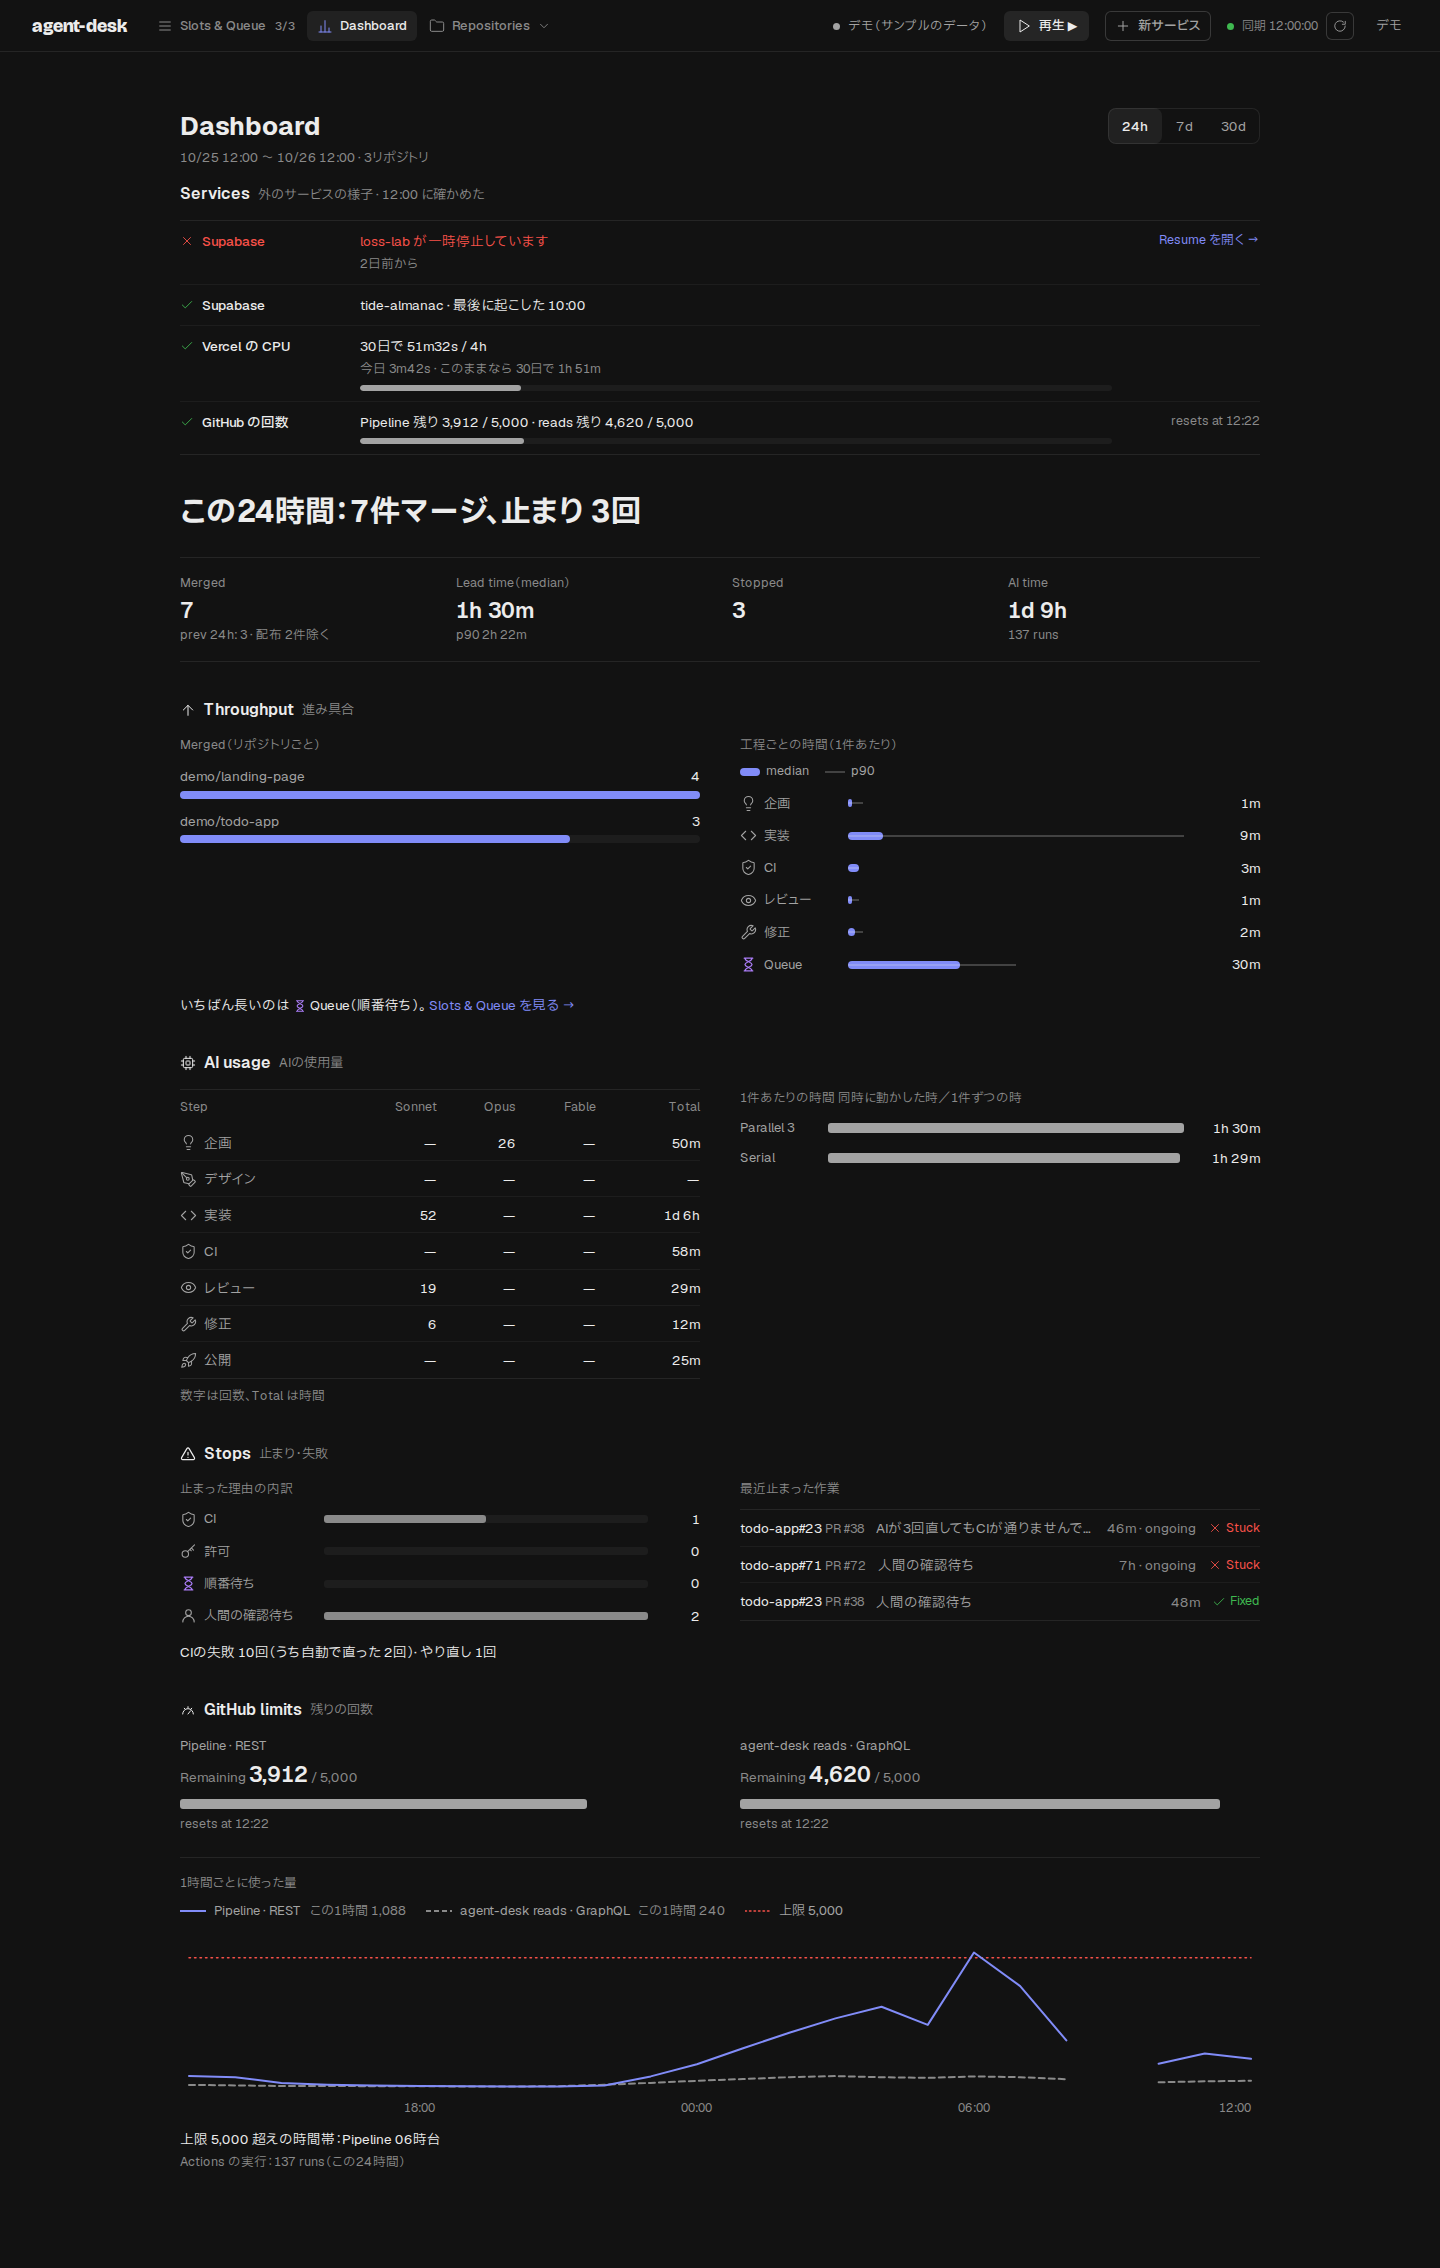 agent-desk Slots & Queue 3/3 Dashboard Repositories デモ（サンプルのデータ） 再生 ▶ 新サービス 同期 12:00:00 デモ
Dashboard 24h 7d 30d
10/25 12:00 〜 10/26 12:00 · 3リポジトリ
Services 外のサービスの様子 · 12:00 に確かめた
Supabase loss-lab が一時停止しています Resume を開く →
2日前から
Supabase tide-almanac · 最後に起こした 10:00
Vercel の CPU 30日で 51m32s / 4h
今日 3m42s · このままなら 30日で 1h 51m
GitHub の回数 Pipeline 残り 3,912 / 5,000 · reads 残り 4,620 / 5,000 resets at 12:22
この24時間：7件マージ、止まり 3回
Merged Lead time（median） Stopped AI time
7 1h 30m 3 1d 9h
prev 24h: 3 · 配布 2件除く p90 2h 22m 137 runs
Throughput 進み具合
Merged（リポジトリごと） 工程ごとの時間（1件あたり）
median p90
demo/landing-page 4
demo/todo-app 3
企画 1m
実装 9m
CI 3m
レビュー 1m
修正 2m
Queue 30m
いちばん長いのは Queue（順番待ち）。 Slots & Queue を見る →
AI usage AIの使用量
Step Sonnet Opus Fable Total
企画 — 26 — 50m
デザイン — — — —
実装 52 — — 1d 6h
CI — — — 58m
レビュー 19 — — 29m
修正 6 — — 12m
公開 — — — 25m
数字は回数、Total は時間
1件あたりの時間 同時に動かした時／1件ずつの時
Parallel 3 1h 30m
Serial 1h 29m
Stops 止まり・失敗
止まった理由の内訳
CI 1
許可 0
順番待ち 0
人間の確認待ち 2
CIの失敗 10回（うち自動で直った 2回）· やり直し 1回
最近止まった作業
todo-app#23 PR #38 AIが3回直してもCIが通りませんで… 46m · ongoing Stuck
todo-app#71 PR #72 人間の確認待ち 7h · ongoing Stuck
todo-app#23 PR #38 人間の確認待ち 48m Fixed
GitHub limits 残りの回数
Pipeline · REST agent-desk reads · GraphQL
Remaining 3,912 / 5,000 Remaining 4,620 / 5,000
resets at 12:22 resets at 12:22
1時間ごとに使った量
Pipeline · REST この1時間 1,088 agent-desk reads · GraphQL この1時間 240 上限 5,000
18:00 00:00 06:00 12:00
上限 5,000 超えの時間帯：Pipeline 06時台
Actions の実行：137 runs（この24時間）